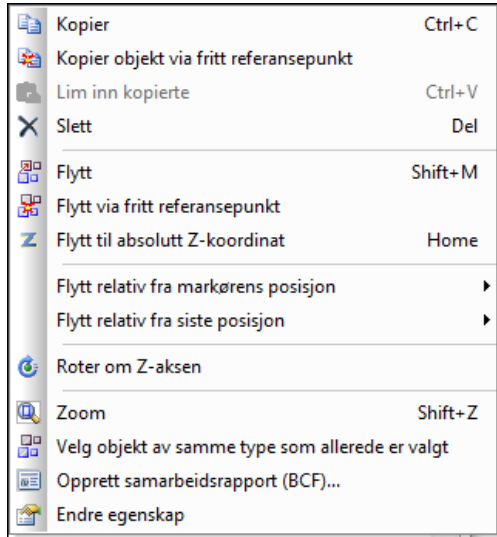 Kopier Ctrl+C
Kopier objekt via fritt referansepunkt
Lim inn kopierte Ctrl+V
Slett Del
Flytt Shift+M
Flytt via fritt referansepunkt
Flytt til absolutt Z-koordinat Home
Flytt relativ fra markørens posisjon
Flytt relativ fra siste posisjon
Roter om Z-aksen
Zoom Shift+Z
Velg objekt av samme type som allerede er valgt
Opprett samarbeidsrapport (BCF)...
Endre egenskap